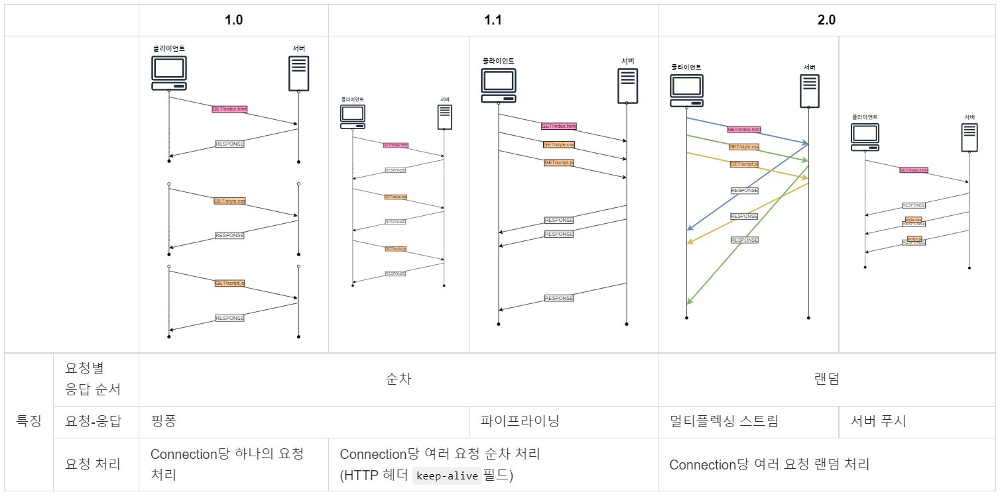 1.0
1.1
2.0
클라이언트
서버
GET/index.html
RESPONSE
GET/style.css
RESPONSE
GET/script.js
RESPONSE
클라이언트
서버
GET/index.html
RESPONSE
GET/style.css
RESPONSE
GET/script.js
RESPONSE
클라이언트
서버
GET/index.html
GET/style.css
GET/script.js
RESPONSE
RESPONSE
RESPONSE
클라이언트
서버
GET/index.html
GET/style.css
GET/script.js
RESPONSE
RESPONSE
RESPONSE
클라이언트
서버
GET/index.html
RESPONSE
style.css
RESPONSE
script.js
RESPONSE
특징
요청별
응답 순서
순차
랜덤
요청-응답
핑퐁
파이프라이닝
멀티플렉싱 스트림
서버 푸시
요청 처리
Connection당 하나의 요청
처리
Connection당 여러 요청 순차 처리
(HTTP 헤더 keep-alive 필드)
Connection당 여러 요청 랜덤 처리